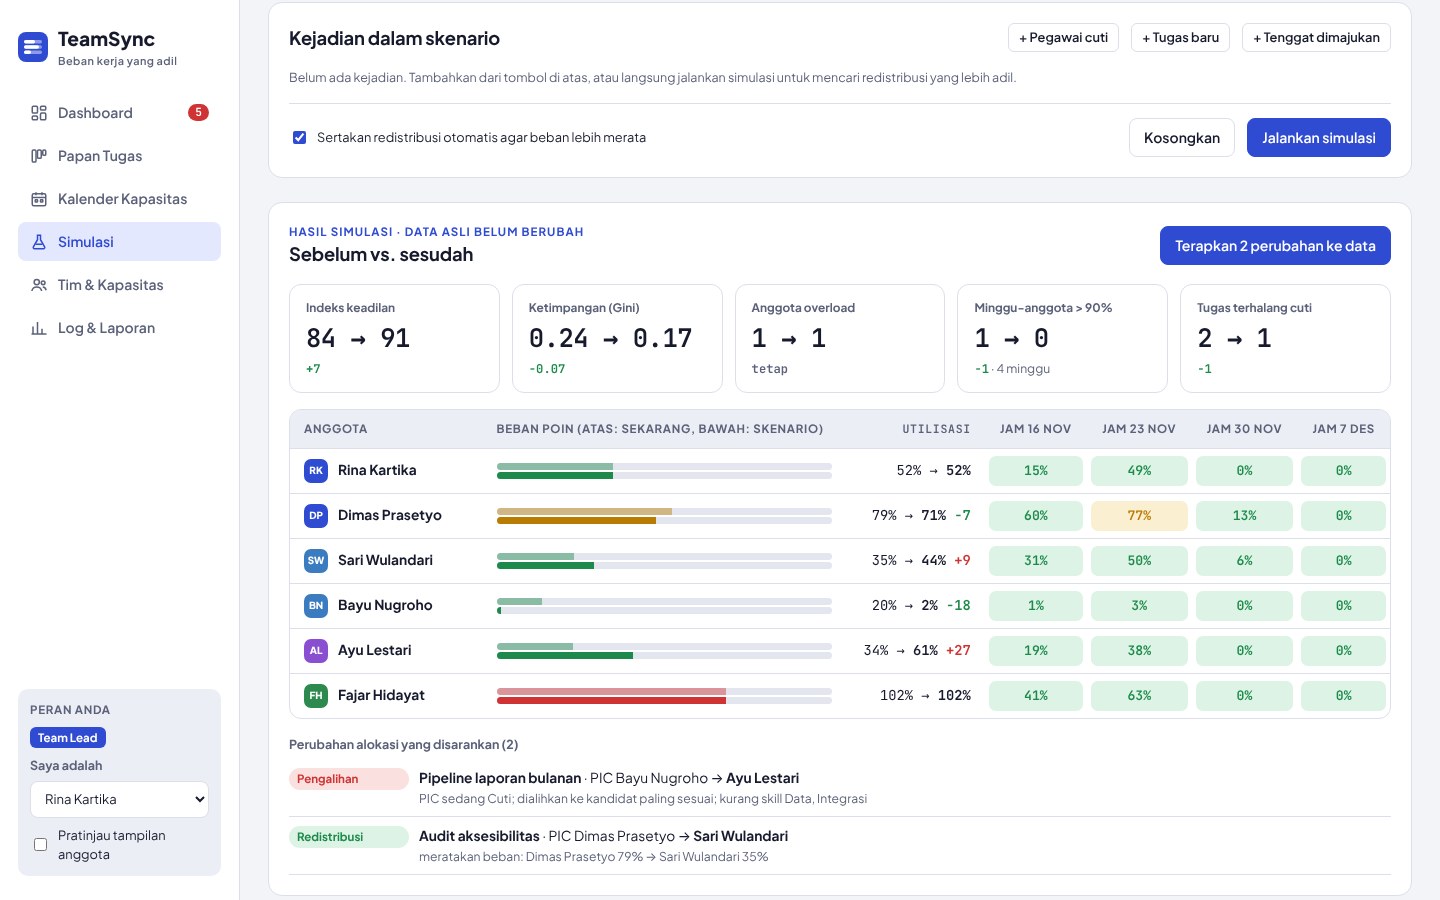 TeamSync
Beban kerja yang adil
Dashboard 5
Papan Tugas
Kalender Kapasitas
Simulasi
Tim & Kapasitas
Log & Laporan
PERAN ANDA
Team Lead
Saya adalah
Rina Kartika
Pratinjau tampilan
anggota
Kejadian dalam skenario
+ Pegawai cuti
+ Tugas baru
+ Tenggat dimajukan
Belum ada kejadian. Tambahkan dari tombol di atas, atau langsung jalankan simulasi untuk mencari redistribusi yang lebih adil.
Sertakan redistribusi otomatis agar beban lebih merata
Kosongkan
Jalankan simulasi
HASIL SIMULASI · DATA ASLI BELUM BERUBAH
Sebelum vs. sesudah
Terapkan 2 perubahan ke data
Indeks keadilan
84 → 91
+7
Ketimpangan (Gini)
0.24 → 0.17
-0.07
Anggota overload
1 → 1
tetap
Minggu-anggota > 90%
1 → 0
-1 · 4 minggu
Tugas terhalang cuti
2 → 1
-1
ANGGOTA BEBAN POIN (ATAS: SEKARANG, BAWAH: SKENARIO) UTILISASI JAM 16 NOV JAM 23 NOV JAM 30 NOV JAM 7 DES
RK Rina Kartika 52% → 52% 15% 49% 0% 0%
DP Dimas Prasetyo 79% → 71% -7 60% 77% 13% 0%
SW Sari Wulandari 35% → 44% +9 31% 50% 6% 0%
BN Bayu Nugroho 20% → 2% -18 1% 3% 0% 0%
AL Ayu Lestari 34% → 61% +27 19% 38% 0% 0%
FH Fajar Hidayat 102% → 102% 41% 63% 0% 0%
Perubahan alokasi yang disarankan (2)
Pengalihan Pipeline laporan bulanan · PIC Bayu Nugroho → Ayu Lestari
PIC sedang Cuti; dialihkan ke kandidat paling sesuai; kurang skill Data, Integrasi
Redistribusi Audit aksesibilitas · PIC Dimas Prasetyo → Sari Wulandari
meratakan beban: Dimas Prasetyo 79% → Sari Wulandari 35%